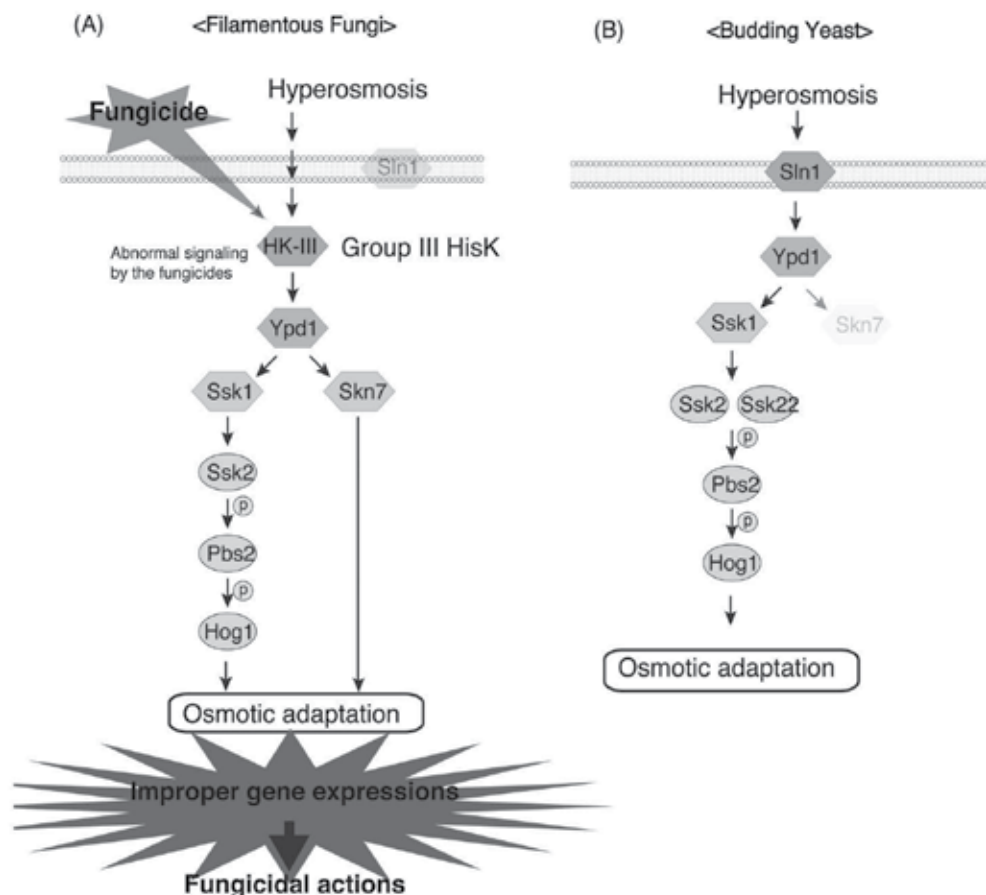 (A) <Filamentous Fungi>
Fungicide
Hyperosmosis
Sln1
HK-III
Group III HisK
Abnormal signaling
by the fungicides
Ypd1
Ssk1
Skn7
Ssk2
p
Pbs2
p
Hog1
Osmotic adaptation
Improper gene expressions
Fungicidal actions
(B) <Budding Yeast>
Hyperosmosis
Sln1
Ypd1
Ssk1
Skn7
Ssk2 Ssk22
p
Pbs2
p
Hog1
Osmotic adaptation